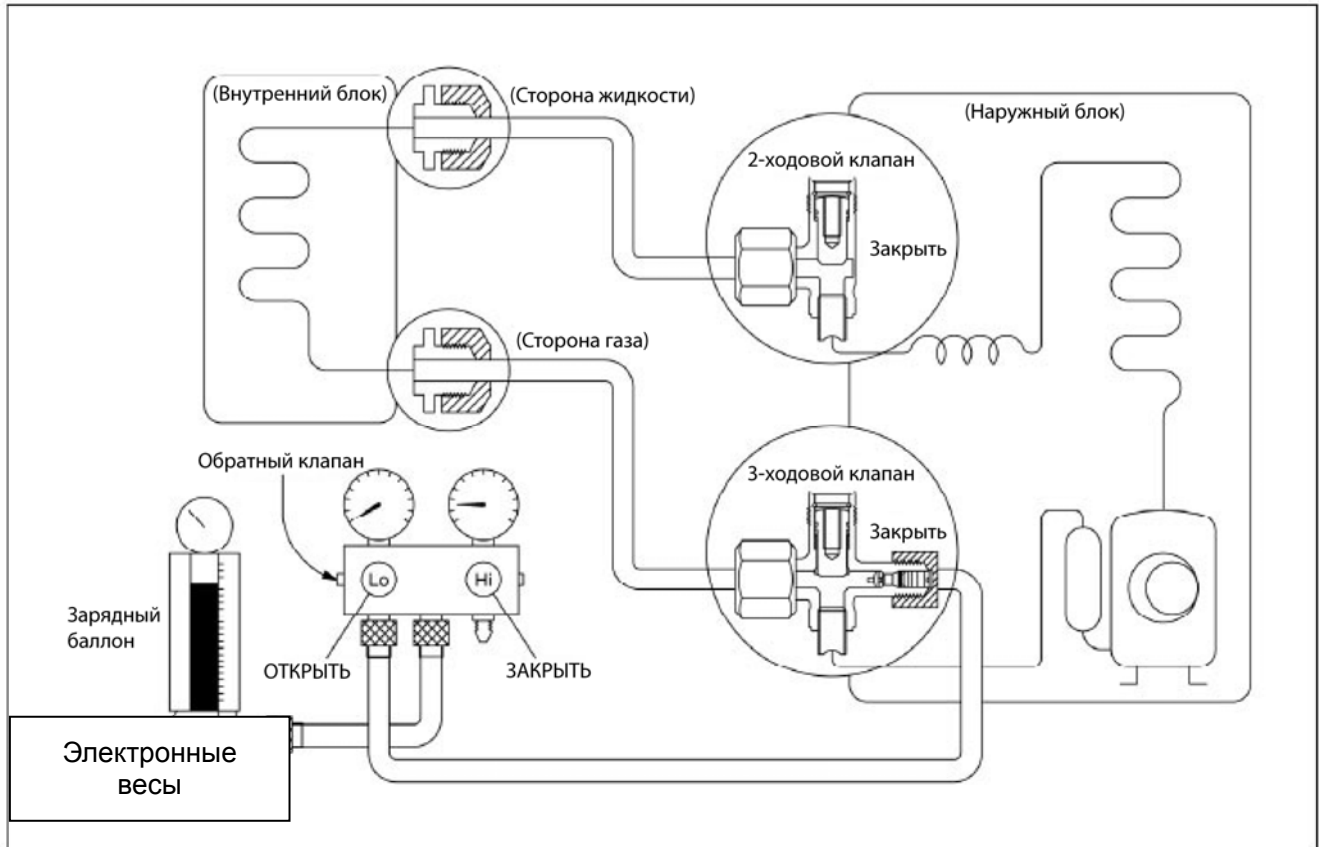 (Внутренний блок)
(Сторона жидкости)
(Наружный блок)
2-ходовой клапан
Закрыть
(Сторона газа)
3-ходовой клапан
Закрыть
Обратный клапан
Lo
Hi
Зарядный
баллон
ОТКРЫТЬ
ЗАКРЫТЬ
Электронные
весы